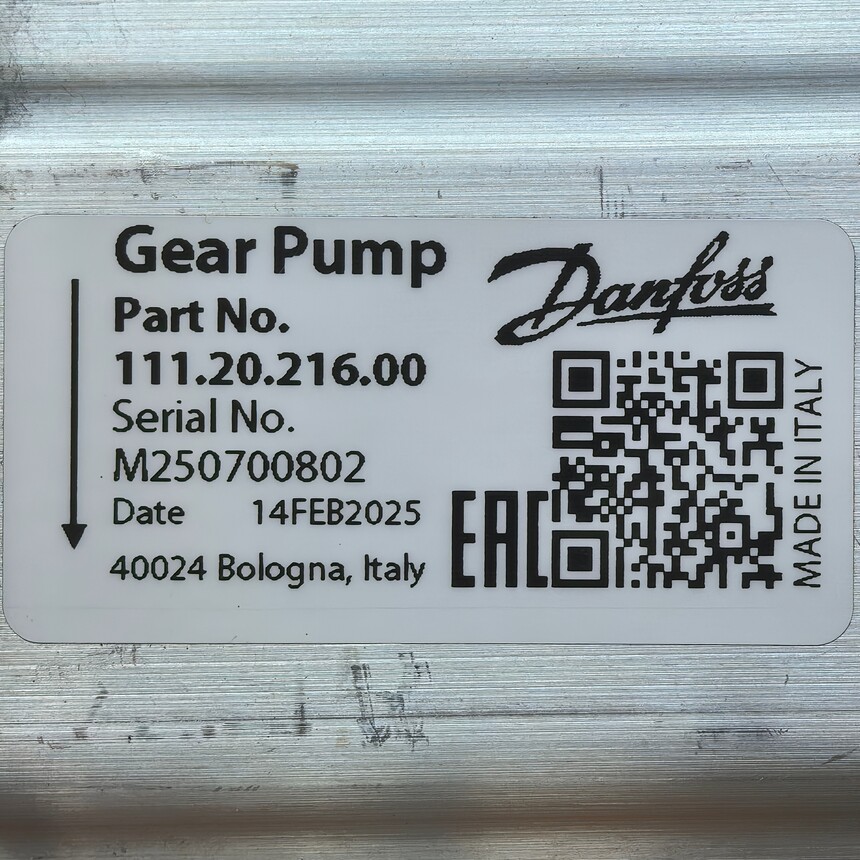 Gear Pump
Danfoss
Part No.
111.20.216.00
Serial No.
M250700802
Date 14FEB2025
40024 Bologna, Italy
EAC
MADE IN ITALY